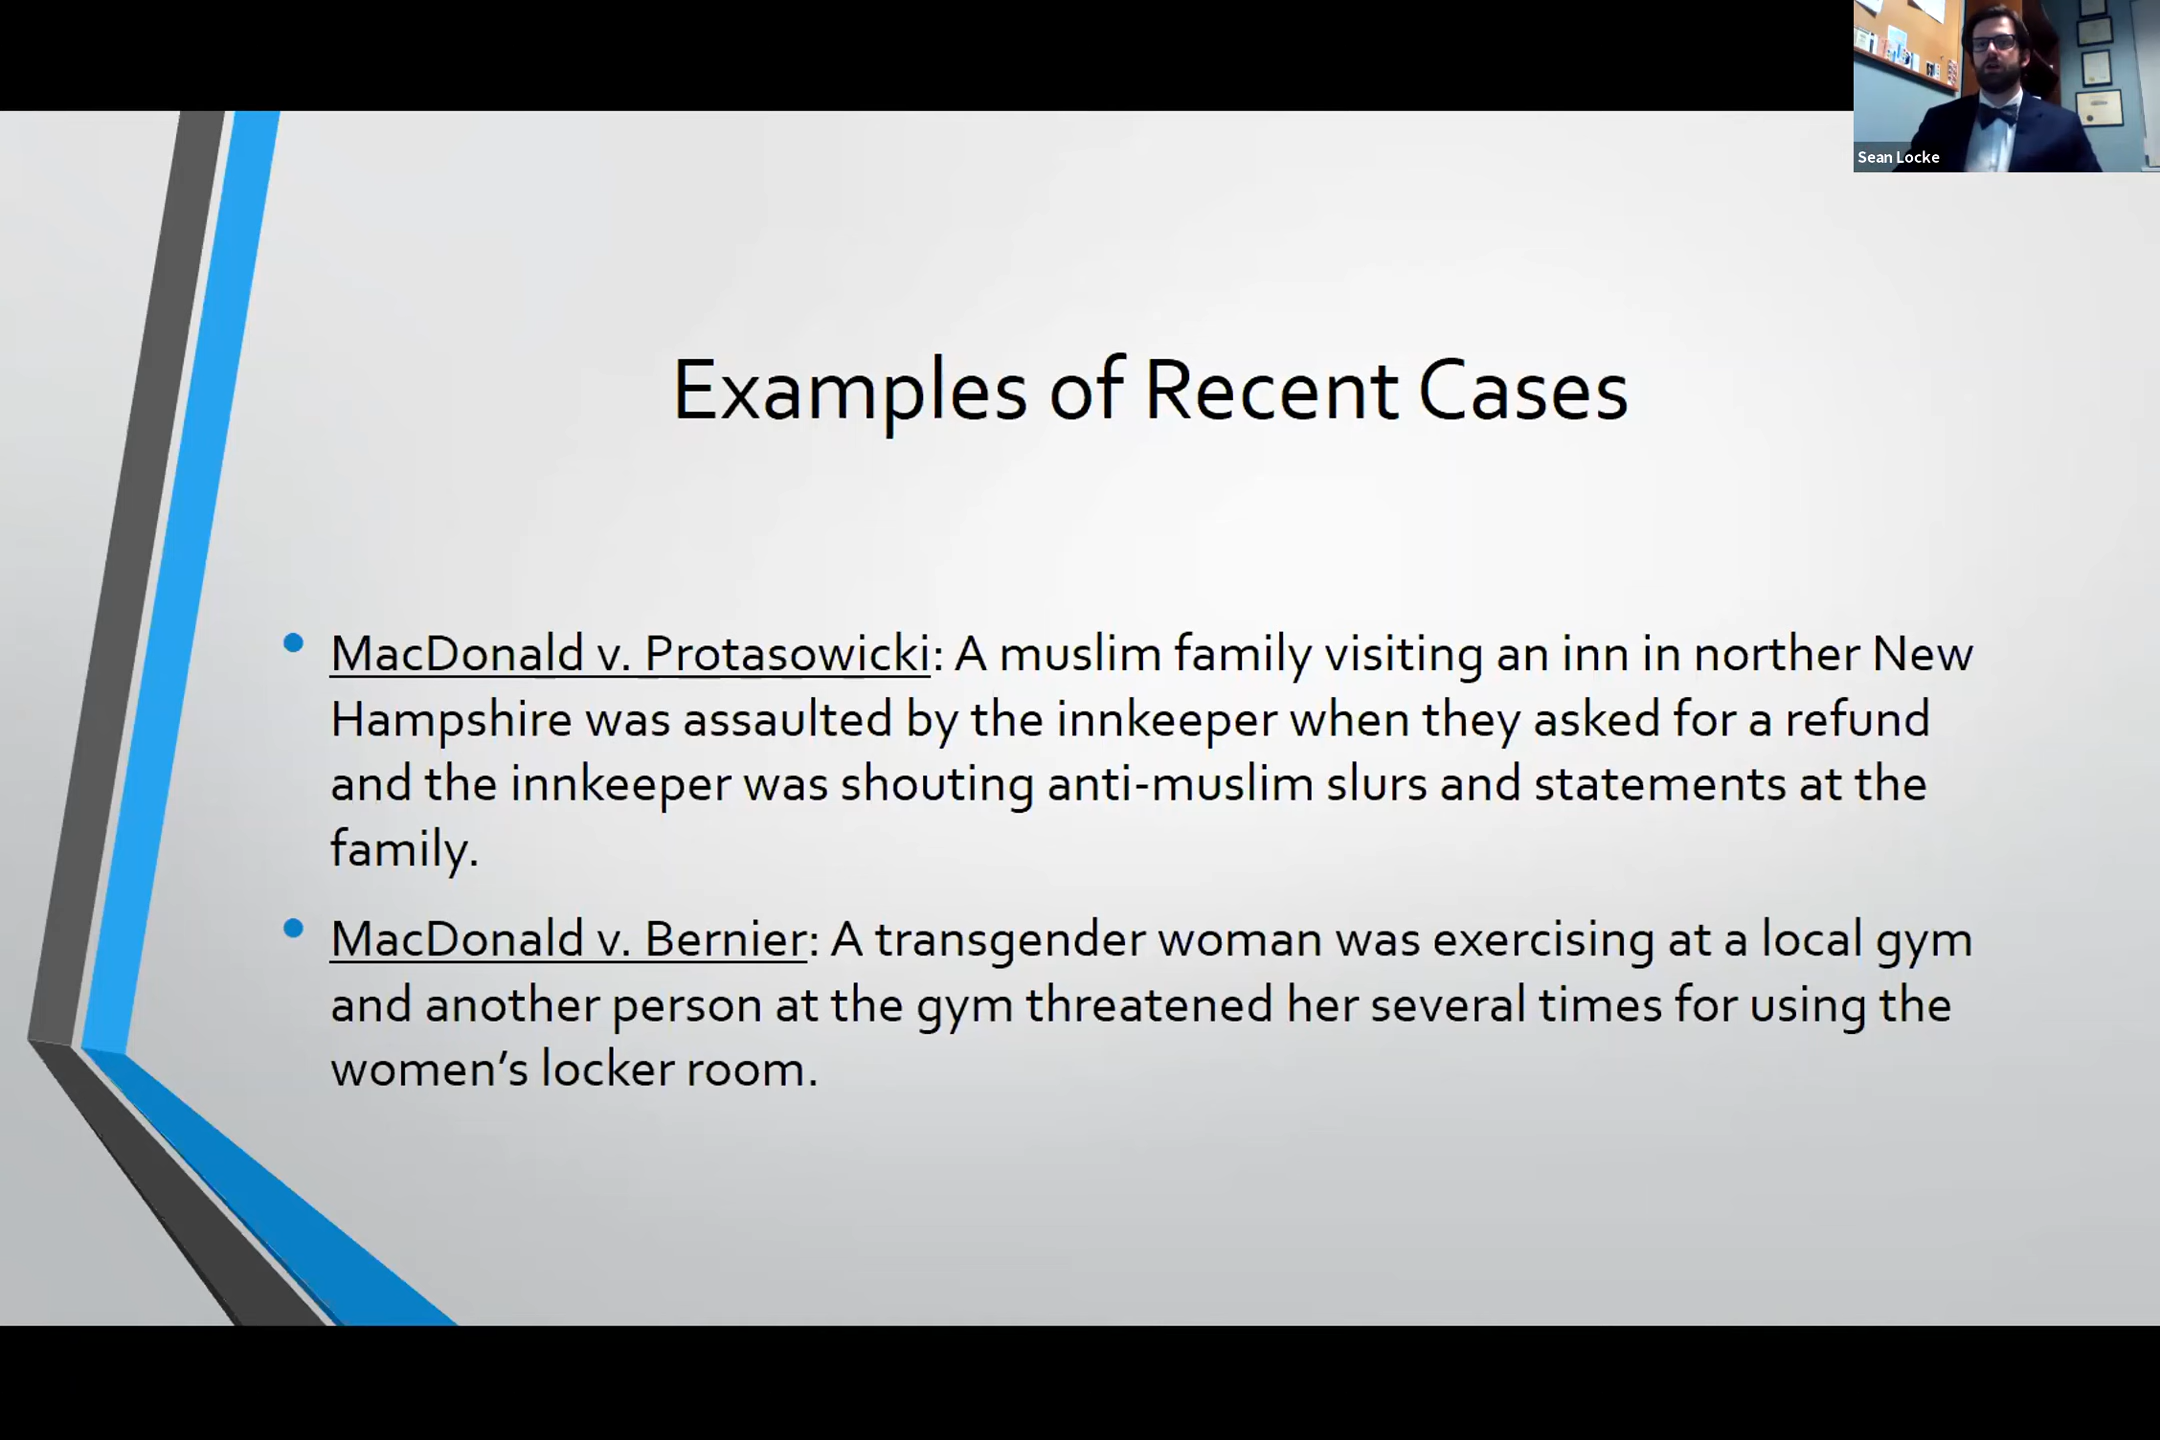 Sean Locke
Examples of Recent Cases
• MacDonald v. Protasowicki: A muslim family visiting an inn in norther New
Hampshire was assaulted by the innkeeper when they asked for a refund
and the innkeeper was shouting anti-muslim slurs and statements at the
family.
• MacDonald v. Bernier: A transgender woman was exercising at a local gym
and another person at the gym threatened her several times for using the
women’s locker room.